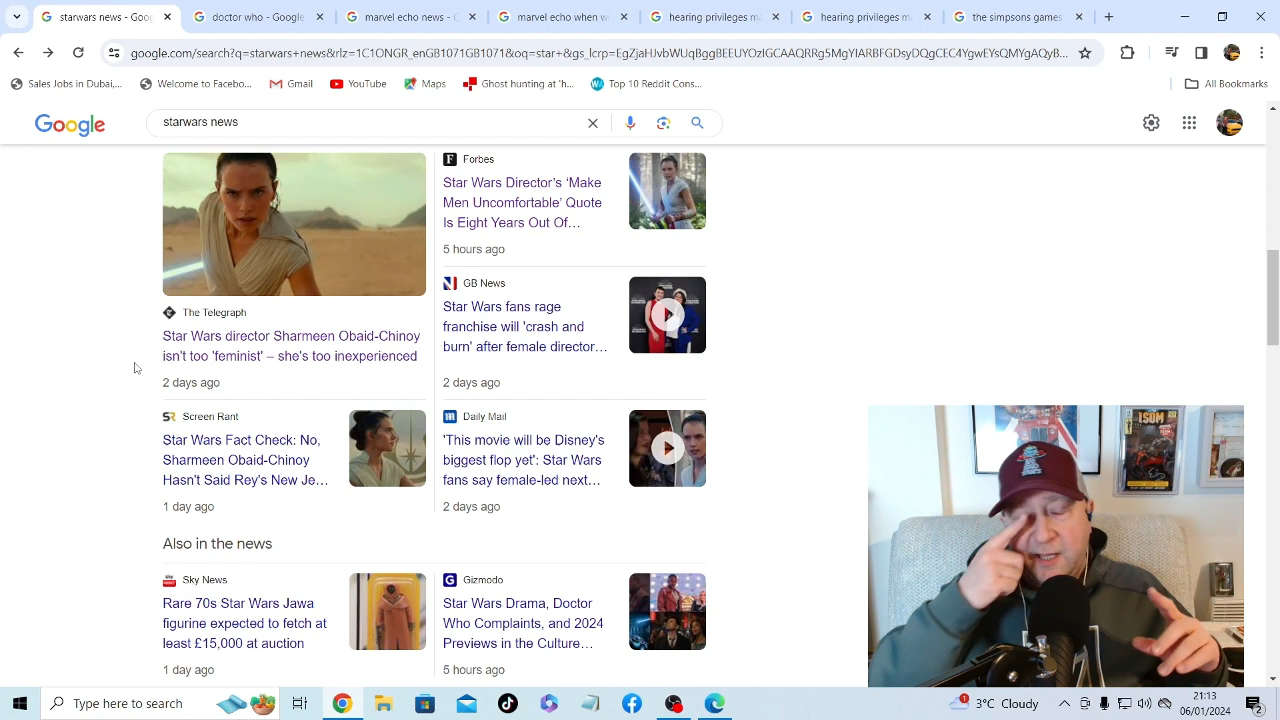 doctor who ne
marvel echo news -
marvel echo when w
hearing privileges m
hearing privileges ma
the simpsons games
google.com/search?q=starwars+news&rlz=1C1ONGR_enGB1071GB1071&oq=star+&gs_lcrp=EgZjaHJvbWUqBggBEEUYOzIGCAAQRRg5MgYIARBFGDsyDQgCEC4YgwEYsQMYgAQyB...
Sales Jobs in Dubai,...
Welcome to Facebo...
Gmail
YouTube
Maps
Ghost hunting at 'h...
Top 10 Reddit Cons...
All Bookmarks
Google
starwars news
Star Wars director Sharmeen Obaid-Chinoy
isn't too 'feminist' – she's too inexperienced
2 days ago
Forbes
Star Wars Director's 'Make
Men Uncomfortable' Quote
Is Eight Years Out Of...
5 hours ago
GB News
Star Wars fans rage
franchise will 'crash and
burn' after female director...
2 days ago
SR
Screen Rant
Star Wars Fact Check: No,
Sharmeen Obaid-Chinoy
Hasn't Said Rey's New Je...
1 day ago
Daily Mail
'This movie will be Disney's
biggest flop yet': Star Wars
fans say female-led next...
2 days ago
Also in the news
Sky News
Rare 70s Star Wars Jawa
figurine expected to fetch at
least £15,000 at auction
1 day ago
Gizmodo
Star Wars Drama, Doctor
Who Complaints, and 2024
Previews in the Culture...
5 hours ago
ISOM
Type here to search
3°C Cloudy
21:13
06/01/2024